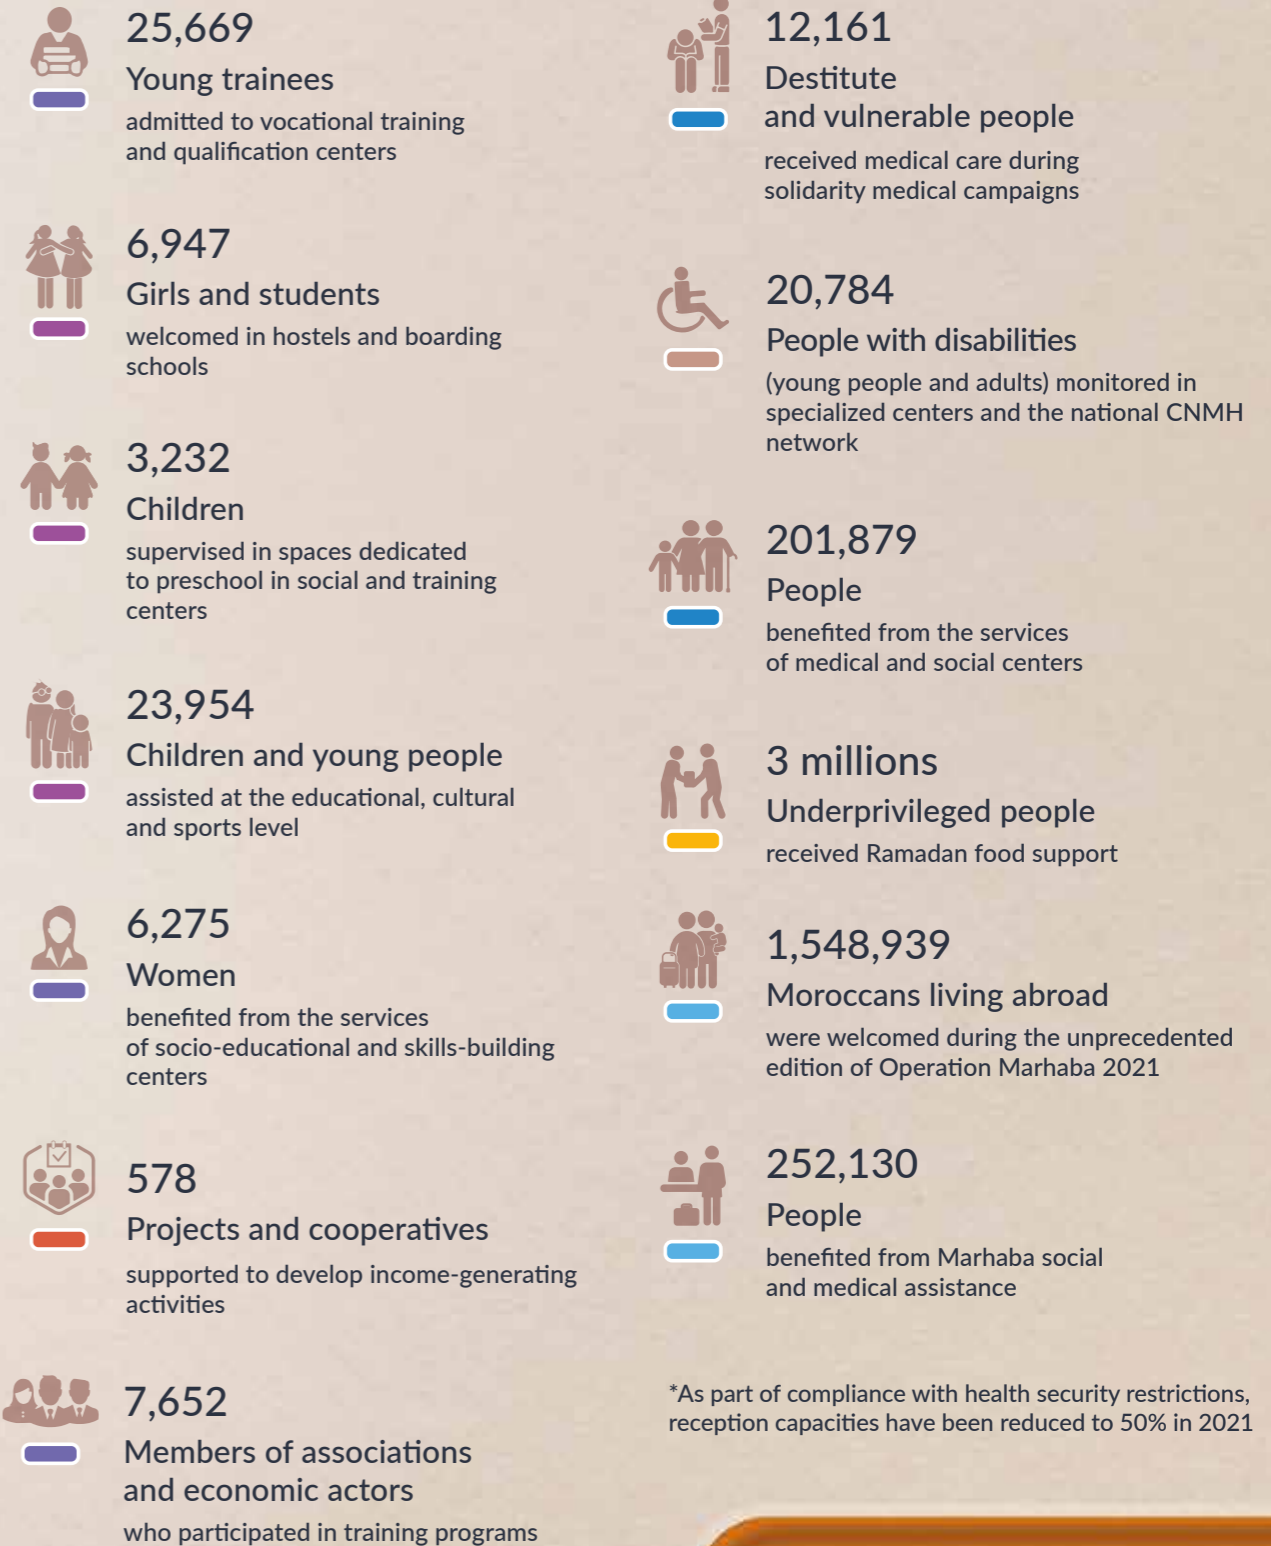 25,669
Young trainees
admitted to vocational training
and qualification centers
6,947
Girls and students
welcomed in hostels and boarding
schools
3,232
Children
supervised in spaces dedicated
to preschool in social and training
centers
23,954
Children and young people
assisted at the educational, cultural
and sports level
6,275
Women
benefited from the services
of socio-educational and skills-building
centers
578
Projects and cooperatives
supported to develop income-generating
activities
7,652
Members of associations
and economic actors
who participated in training programs
12,161
Destitute
and vulnerable people
received medical care during
solidarity medical campaigns
20,784
People with disabilities
(young people and adults) monitored in
specialized centers and the national CNMH
network
201,879
People
benefited from the services
of medical and social centers
3 millions
Underprivileged people
received Ramadan food support
1,548,939
Moroccans living abroad
were welcomed during the unprecedented
edition of Operation Marhaba 2021
252,130
People
benefited from Marhaba social
and medical assistance
*As part of compliance with health security restrictions,
reception capacities have been reduced to 50% in 2021